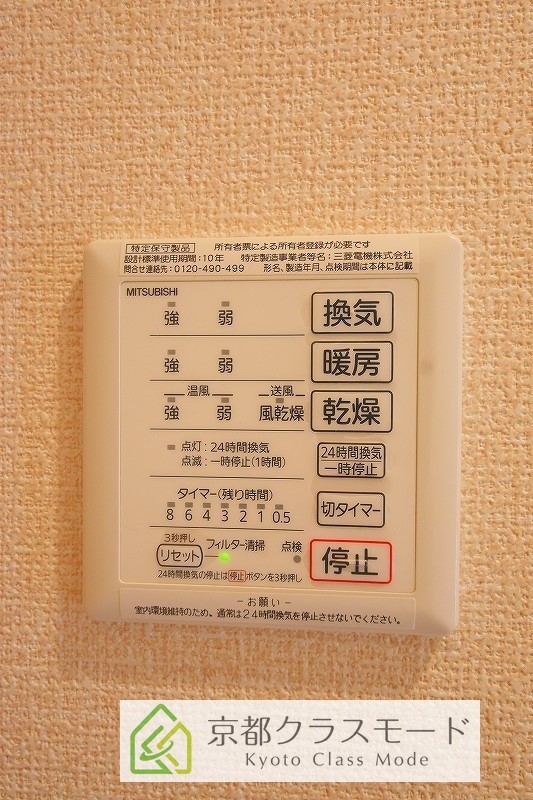 特定保守製品 所有者票による所有者登録が必要です
設計標準使用期間：10年 特定製造事業者等名：三菱電機株式会社
問合せ連絡先：0120-490-499 形名、製造年月、点検期間は本体に記載
MITSUBISHI
強 弱 換気
強 弱 暖房
温風 送風
強 弱 風乾燥 乾燥
点灯：24時間換気
点滅：一時停止(1時間)
24時間換気
一時停止
タイマー(残り時間)
8 6 4 3 2 1 0.5
切タイマー
3秒押し
リセット フィルター清掃 点検 停止
24時間換気の停止は停止ボタンを3秒押し
－お願い－
室内環境維持のため、通常は24時間換気を停止させないでください。
京都クラスモード
Kyoto Class Mode